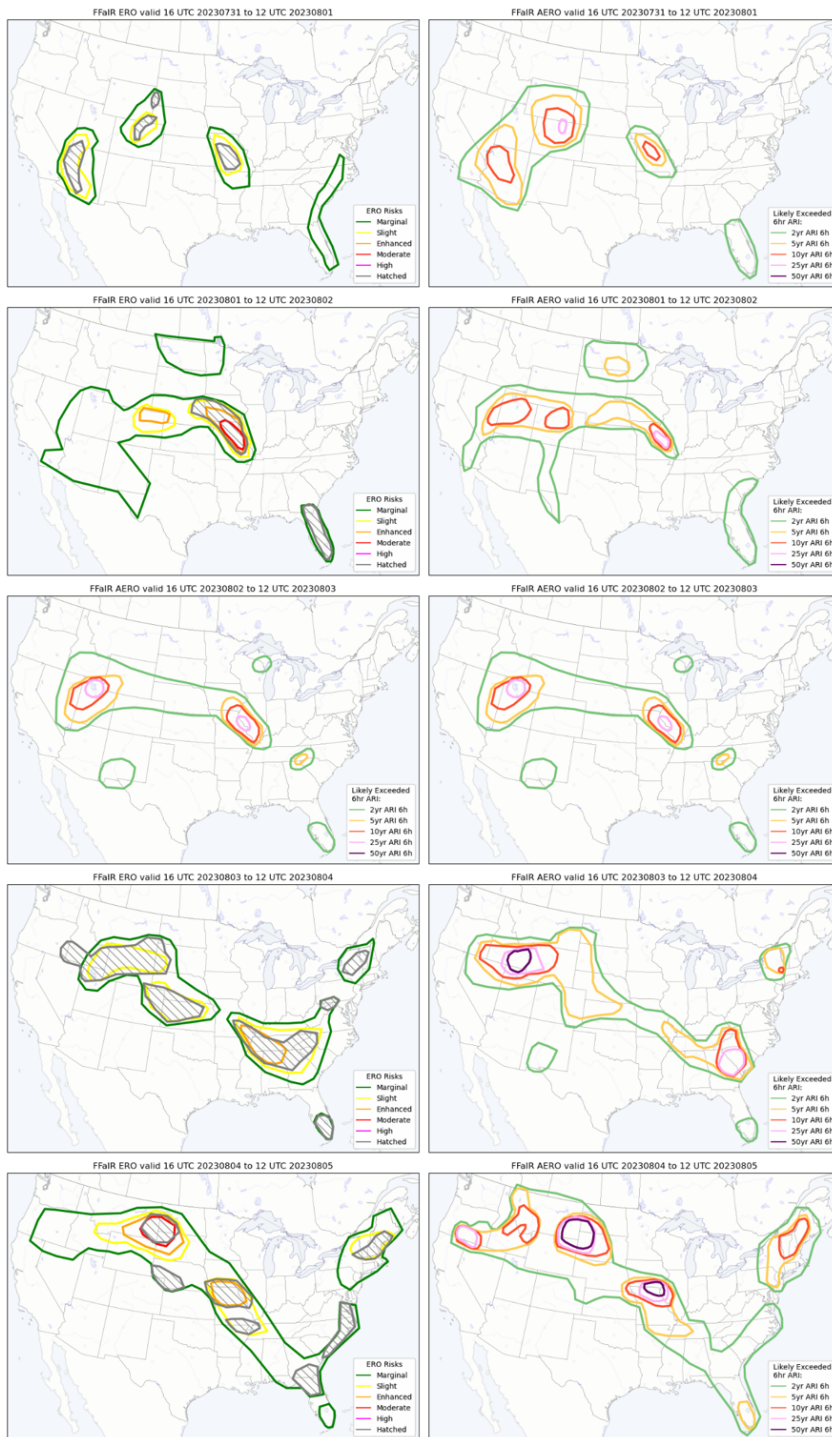 FFaIR ERO valid 16 UTC 20230731 to 12 UTC 20230801
ERO Risks
Marginal
Slight
Enhanced
Moderate
High
Hatched
FFaIR AERO valid 16 UTC 20230731 to 12 UTC 20230801
Likely Exceeded
6hr ARI:
2yr ARI 6h
5yr ARI 6h
10yr ARI 6h
25yr ARI 6h
50yr ARI 6h
FFaIR ERO valid 16 UTC 20230801 to 12 UTC 20230802
ERO Risks
Marginal
Slight
Enhanced
Moderate
High
Hatched
FFaIR AERO valid 16 UTC 20230801 to 12 UTC 20230802
Likely Exceeded
6hr ARI:
2yr ARI 6h
5yr ARI 6h
10yr ARI 6h
25yr ARI 6h
50yr ARI 6h
FFaIR AERO valid 16 UTC 20230802 to 12 UTC 20230803
Likely Exceeded
6hr ARI:
2yr ARI 6h
5yr ARI 6h
10yr ARI 6h
25yr ARI 6h
50yr ARI 6h
FFaIR AERO valid 16 UTC 20230802 to 12 UTC 20230803
Likely Exceeded
6hr ARI:
2yr ARI 6h
5yr ARI 6h
10yr ARI 6h
25yr ARI 6h
50yr ARI 6h
FFaIR ERO valid 16 UTC 20230803 to 12 UTC 20230804
ERO Risks
Marginal
Slight
Enhanced
Moderate
High
Hatched
FFaIR AERO valid 16 UTC 20230803 to 12 UTC 20230804
Likely Exceeded
6hr ARI:
2yr ARI 6h
5yr ARI 6h
10yr ARI 6h
25yr ARI 6h
50yr ARI 6h
FFaIR ERO valid 16 UTC 20230804 to 12 UTC 20230805
ERO Risks
Marginal
Slight
Enhanced
Moderate
High
Hatched
FFaIR AERO valid 16 UTC 20230804 to 12 UTC 20230805
Likely Exceeded
6hr ARI:
2yr ARI 6h
5yr ARI 6h
10yr ARI 6h
25yr ARI 6h
50yr ARI 6h